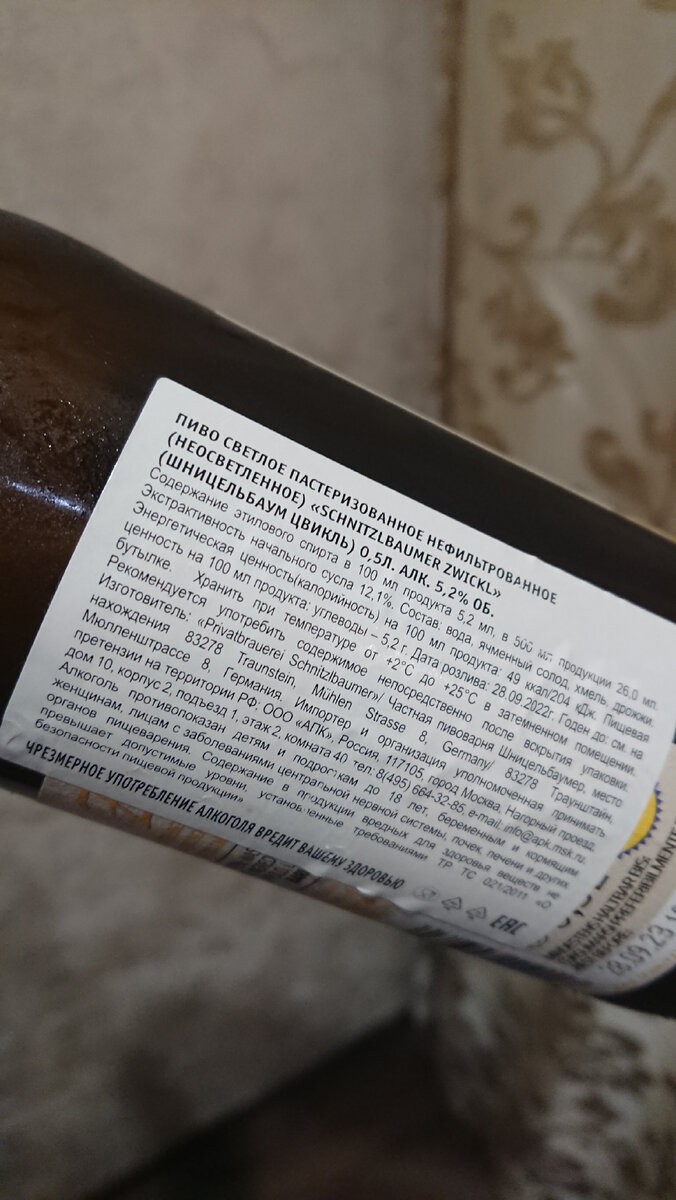 ПИВО СВЕТЛОЕ ПАСТЕРИЗОВАННОЕ НЕФИЛЬТРОВАННОЕ
(НЕОСВЕТЛЕННОЕ) «SCHNITZLBAUMER ZWICKL»
(ШНИЦЕЛЬБАУМ ЦВИКЛЬ) 0,5Л. АЛК. 5,2% ОБ.
Содержание этилового спирта в 100 мл продукта 5,2 мл, в 500 мл продукции 26.0 мл.
Экстрактивность начального сусла 12,1%. Состав: вода, ячменный солод, хмель, дрожжи.
Энергетическая ценность(калорийность) на 100 мл продукта: 49 ккал/204 кДж. Пищевая
ценность на 100 мл продукта: углеводы – 5,2 г. Дата розлива: 28.09.2022г. Годен до: см. на
бутылке. Хранить при температуре от +2°C до +25°C в затемненном помещении.
Рекомендуется употребить содержимое непосредственно после вскрытия упаковки.
Изготовитель: «Privatbrauerei Schnitzlbaumer»/ Частная пивоварня Шницельбаумер, место
нахождения 83278 Traunstein, Mühlen Strasse 8, Germany/ 83278 Траунштайн,
Мюлленштрассе 8, Германия. Импортер и организация уполномоченная принимать
претензии на территории РФ: ООО «АПК», Россия, 117105, город Москва, Нагорный проезд,
дом 10, корпус 2, подъезд 1, этаж 2, комната 40 тел: 8(495) 664-32-85, e-mail: info@apk.msk.ru.
Алкоголь противопоказан детям и подросткам до 18 лет, беременным и кормящим
женщинам, лицам с заболеваниями центральной нервной системы, почек, печени и других
органов пищеварения. Содержание в продукции вредных для здоровья веществ не
превышает допустимые уровни, установленные требованиями ТР ТС 021/2011 «О
безопасности пищевой продукции»
ЧРЕЗМЕРНОЕ УПОТРЕБЛЕНИЕ АЛКОГОЛЯ ВРЕДИТ ВАШЕМУ ЗДОРОВЬЮ
EAC
MINDESTENS HALTBAR BIS: